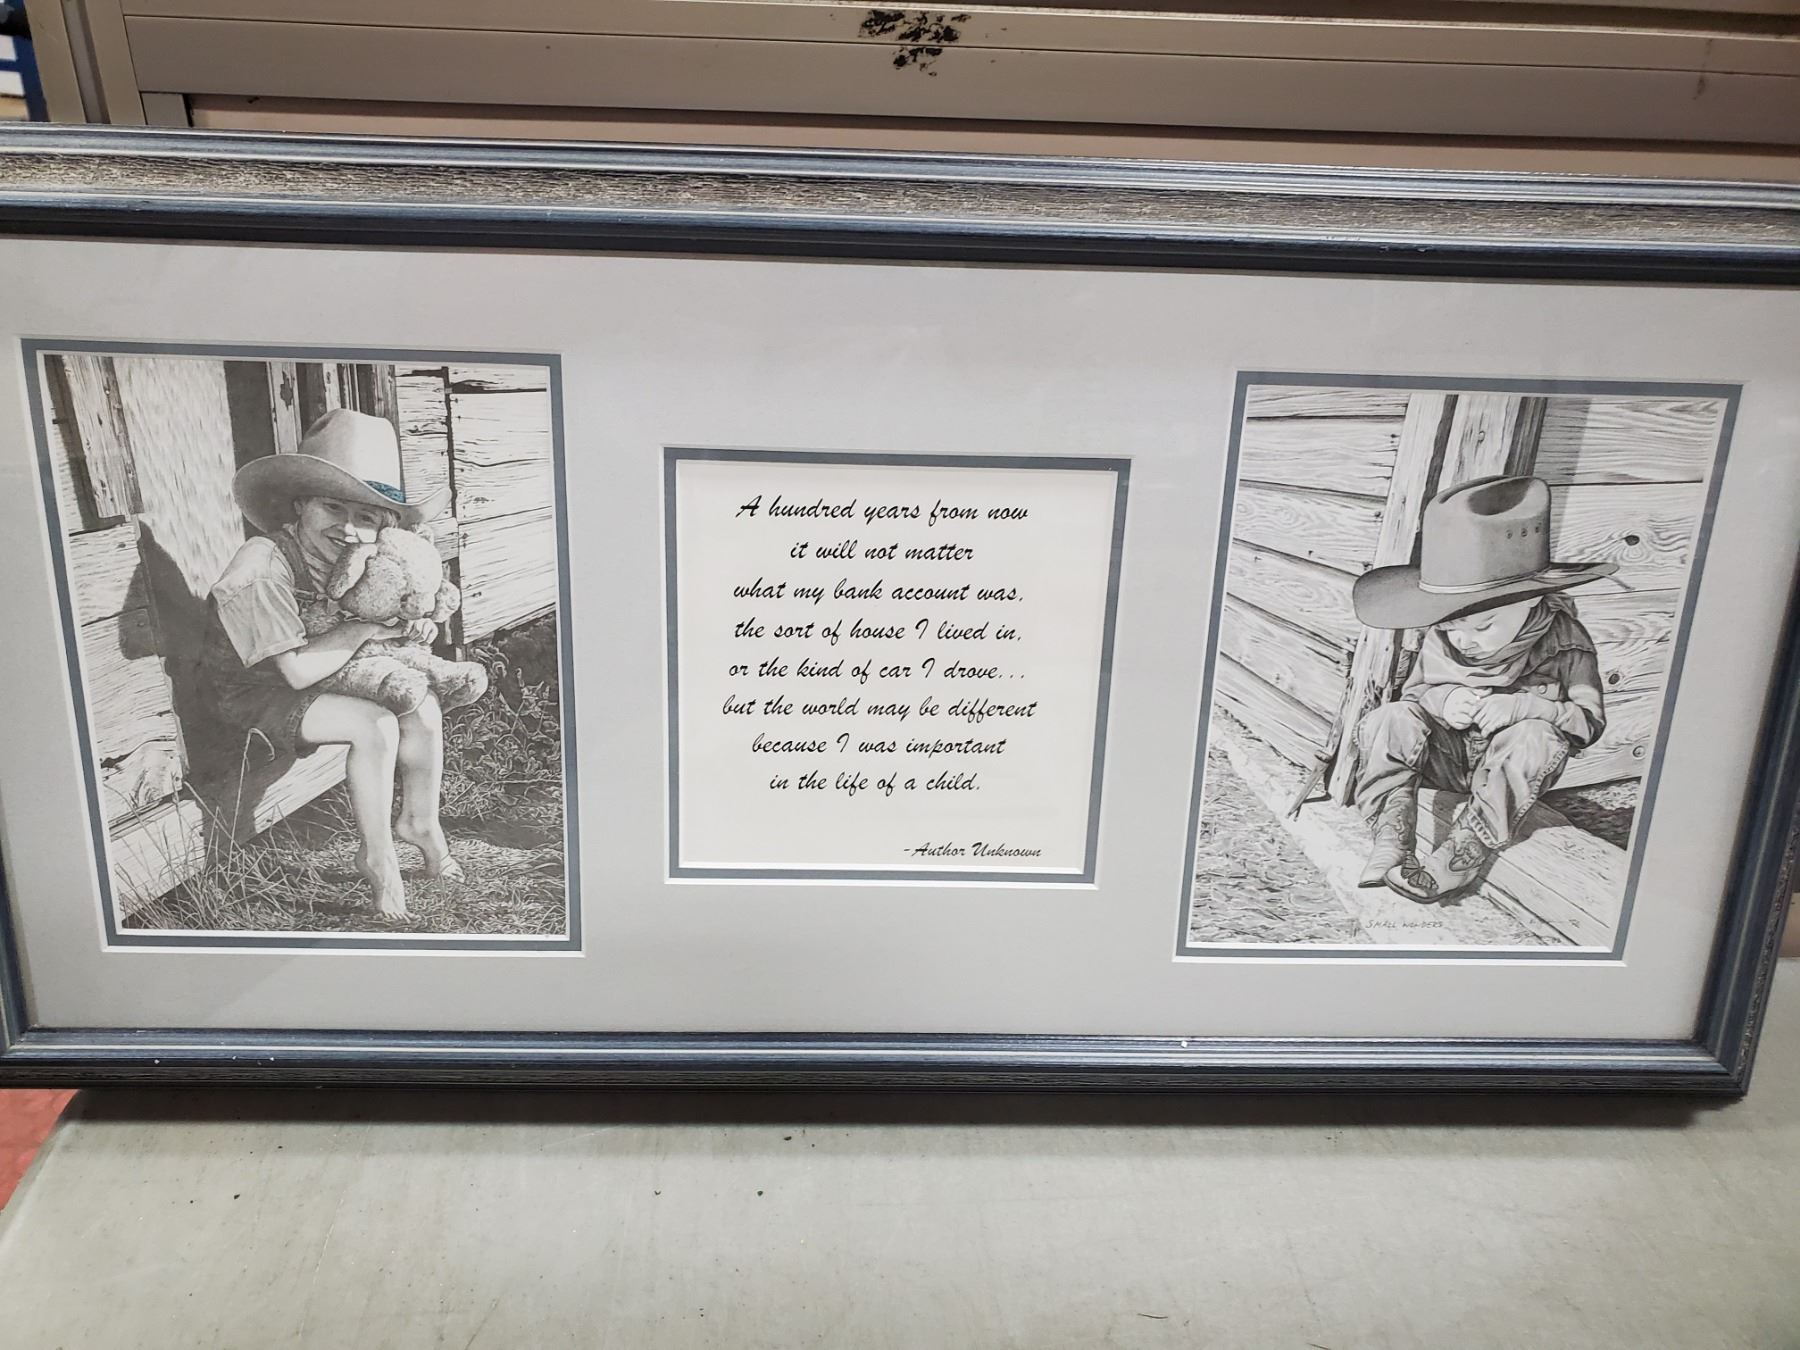 A hundred years from now
it will not matter
what my bank account was,
the sort of house I lived in,
or the kind of car I drove...
but the world may be different
because I was important
in the life of a child.
-Author Unknown
SMALL WONDERS